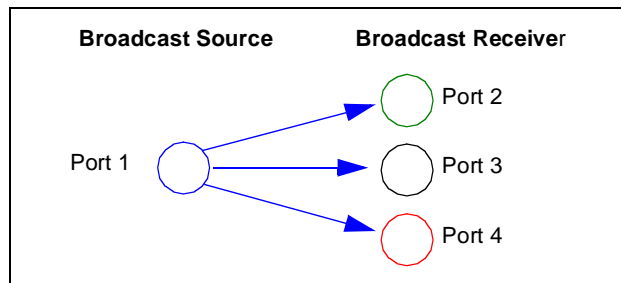 Broadcast Source
Broadcast Receiver
Port 2
Port 1
Port 3
Port 4